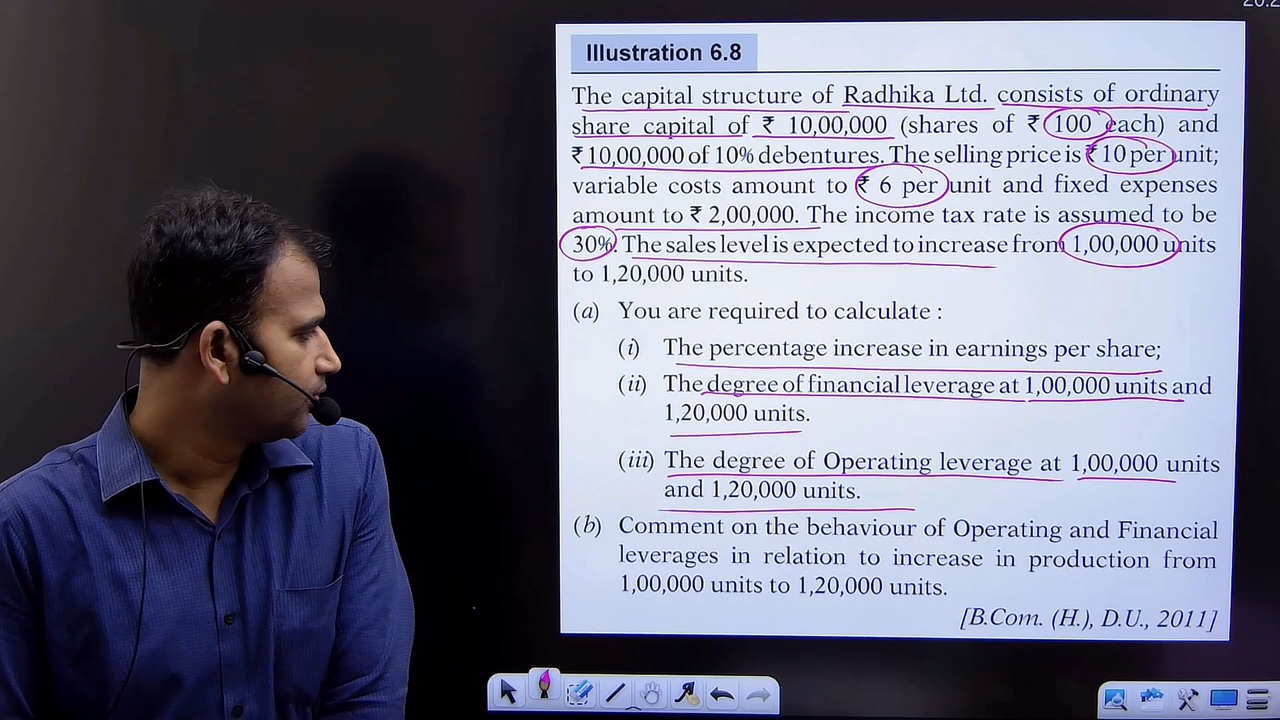 Illustration 6.8
The capital structure of Radhika Ltd. consists of ordinary
share capital of ₹ 10,00,000 (shares of ₹ 100 each) and
₹ 10,00,000 of 10% debentures. The selling price is ₹ 10 per unit;
variable costs amount to ₹ 6 per unit and fixed expenses
amount to ₹ 2,00,000. The income tax rate is assumed to be
30%. The sales level is expected to increase from 1,00,000 units
to 1,20,000 units.
(a) You are required to calculate :
(i) The percentage increase in earnings per share;
(ii) The degree of financial leverage at 1,00,000 units and
1,20,000 units.
(iii) The degree of Operating leverage at 1,00,000 units
and 1,20,000 units.
(b) Comment on the behaviour of Operating and Financial
leverages in relation to increase in production from
1,00,000 units to 1,20,000 units.
[B.Com. (H.), D.U., 2011]